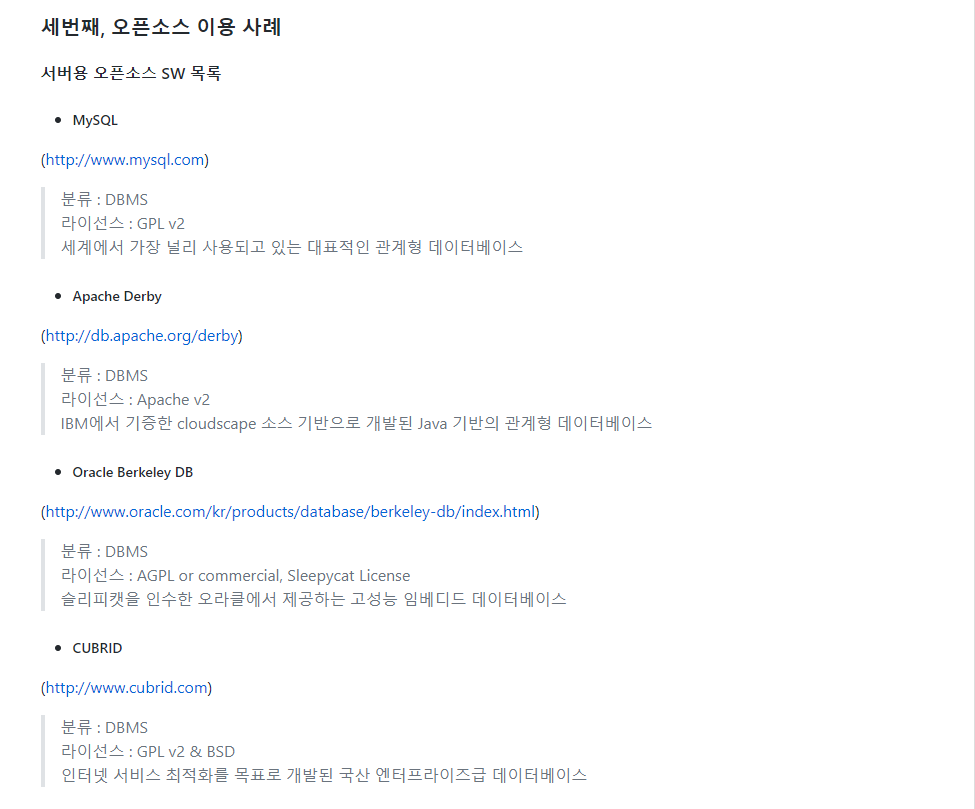 세번째, 오픈소스 이용 사례
서버용 오픈소스 SW 목록
• MySQL
(http://www.mysql.com)
분류 : DBMS
라이선스 : GPL v2
세계에서 가장 널리 사용되고 있는 대표적인 관계형 데이터베이스
• Apache Derby
(http://db.apache.org/derby)
분류 : DBMS
라이선스 : Apache v2
IBM에서 기증한 cloudscape 소스 기반으로 개발된 Java 기반의 관계형 데이터베이스
• Oracle Berkeley DB
(http://www.oracle.com/kr/products/database/berkeley-db/index.html)
분류 : DBMS
라이선스 : AGPL or commercial, Sleepycat License
슬리피캣을 인수한 오라클에서 제공하는 고성능 임베디드 데이터베이스
• CUBRID
(http://www.cubrid.com)
분류 : DBMS
라이선스 : GPL v2 & BSD
인터넷 서비스 최적화를 목표로 개발된 국산 엔터프라이즈급 데이터베이스